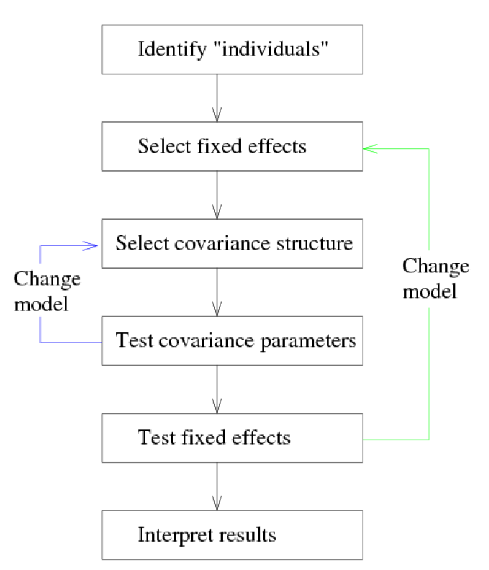 Identify "individuals"
Select fixed effects
Select covariance structure
Change
model
Change
model
Test covariance parameters
Test fixed effects
Interpret results